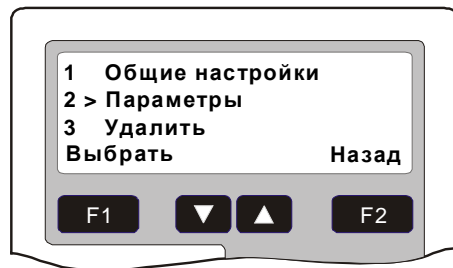 1 Общие настройки
2 > Параметры
3 Удалить
Выбрать Назад
F1 ▼ ▲ F2